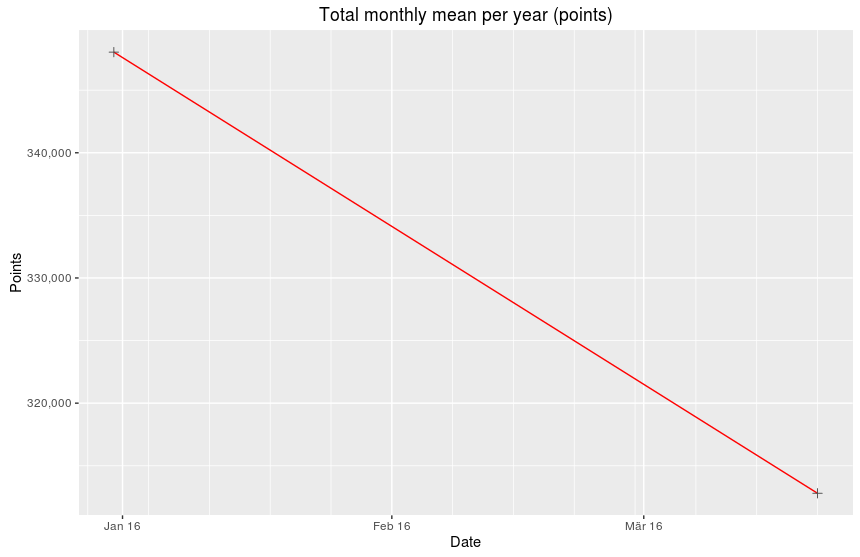 Total monthly mean per year (points)
Points
340,000
330,000
320,000
Jan 16
Feb 16
Mär 16
Date